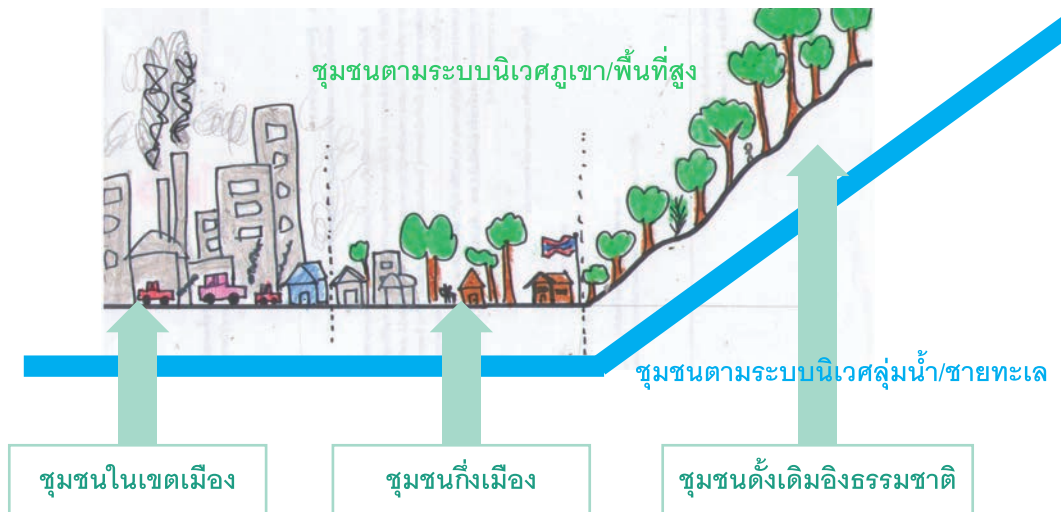 ชุมชนตามระบบนิเวศภูเขา/พื้นที่สูง
ชุมชนตามระบบนิเวศลุ่มน้ำ/ชายทะเล
ชุมชนในเขตเมือง
ชุมชนกึ่งเมือง
ชุมชนดั้งเดิมอิงธรรมชาติ